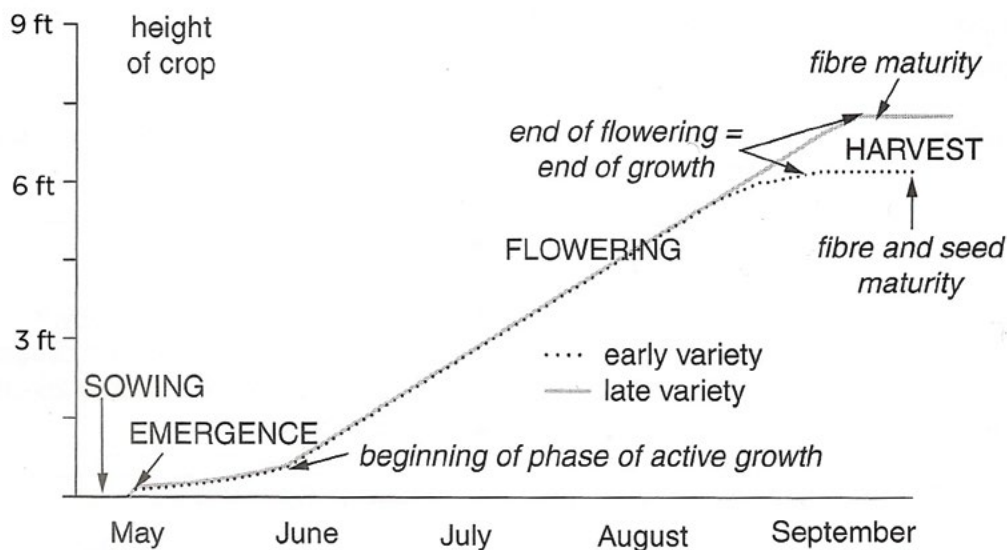 9 ft
height
of crop
fibre maturity
end of flowering =
end of growth
HARVEST
6 ft
FLOWERING
fibre and seed
maturity
3 ft
early variety
late variety
SOWING
EMERGENCE
beginning of phase of active growth
May June July August September